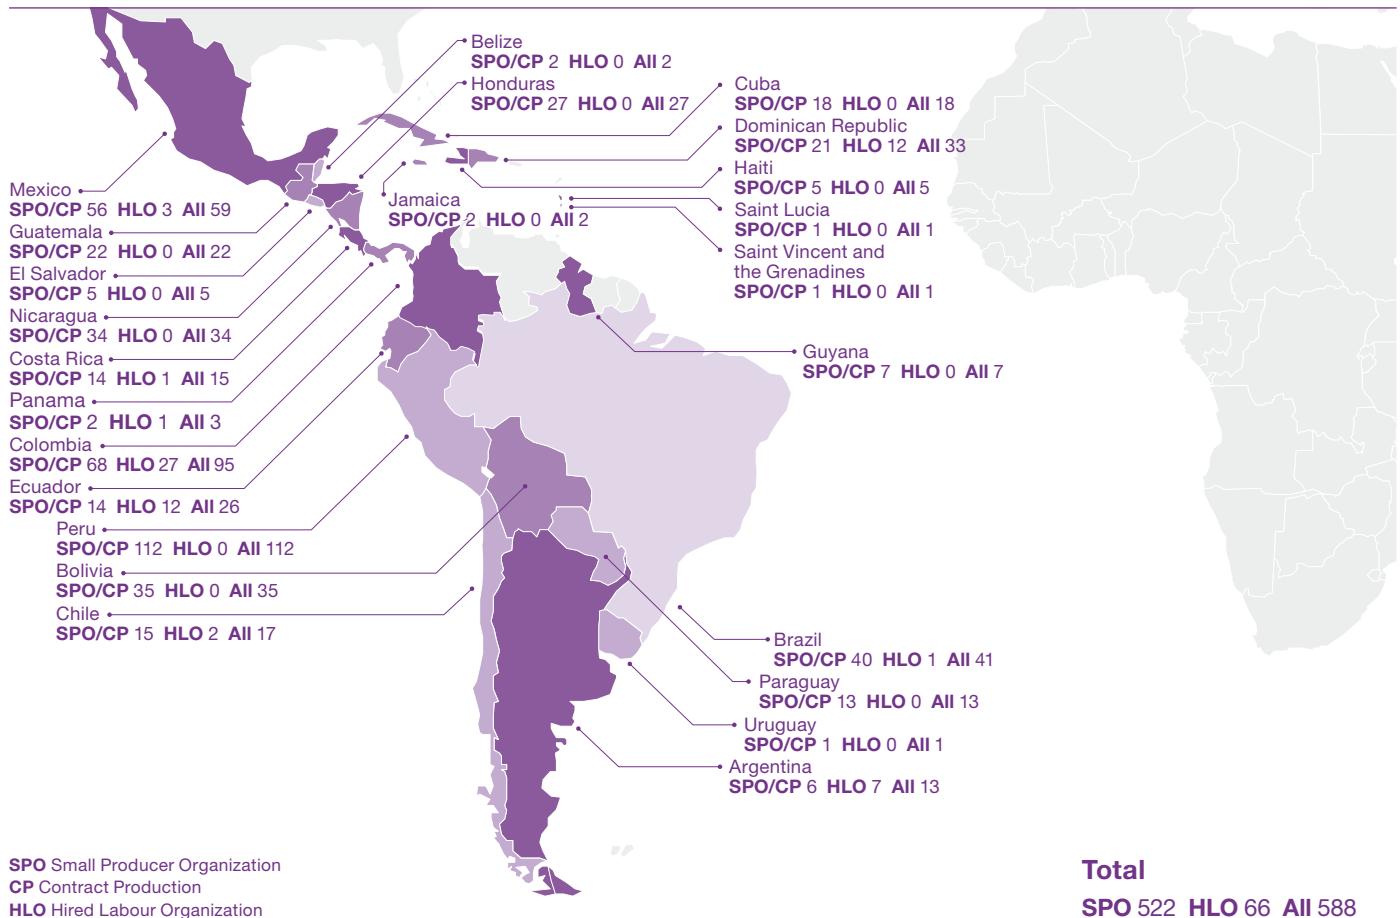 Belize
SPO/CP 2 HLO 0 All 2
Honduras
SPO/CP 27 HLO 0 All 27
Cuba
SPO/CP 18 HLO 0 All 18
Dominican Republic
SPO/CP 21 HLO 12 All 33
Haiti
SPO/CP 5 HLO 0 All 5
Saint Lucia
SPO/CP 1 HLO 0 All 1
Saint Vincent and
the Grenadines
SPO/CP 1 HLO 0 All 1
Jamaica
SPO/CP 2 HLO 0 All 2
Mexico
SPO/CP 56 HLO 3 All 59
Guatemala
SPO/CP 22 HLO 0 All 22
El Salvador
SPO/CP 5 HLO 0 All 5
Nicaragua
SPO/CP 34 HLO 0 All 34
Costa Rica
SPO/CP 14 HLO 1 All 15
Panama
SPO/CP 2 HLO 1 All 3
Colombia
SPO/CP 68 HLO 27 All 95
Ecuador
SPO/CP 14 HLO 12 All 26
Peru
SPO/CP 112 HLO 0 All 112
Bolivia
SPO/CP 35 HLO 0 All 35
Chile
SPO/CP 15 HLO 2 All 17
Guyana
SPO/CP 7 HLO 0 All 7
Brazil
SPO/CP 40 HLO 1 All 41
Paraguay
SPO/CP 13 HLO 0 All 13
Uruguay
SPO/CP 1 HLO 0 All 1
Argentina
SPO/CP 6 HLO 7 All 13
SPO Small Producer Organization
CP Contract Production
HLO Hired Labour Organization
Total
SPO 522 HLO 66 All 588